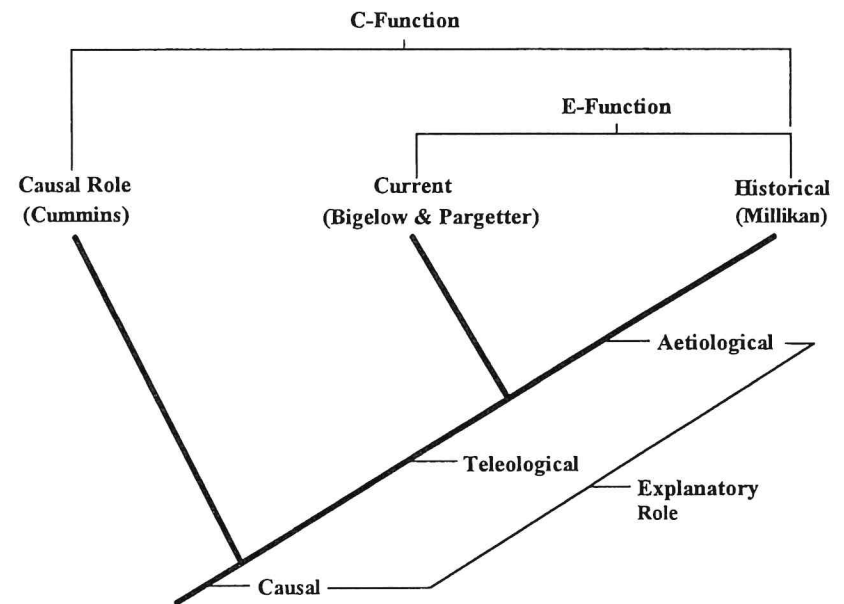 C-Function
E-Function
Causal Role
(Cummins)
Current
(Bigelow & Pargetter)
Historical
(Millikan)
Aetiological
Teleological
Explanatory
Role
Causal